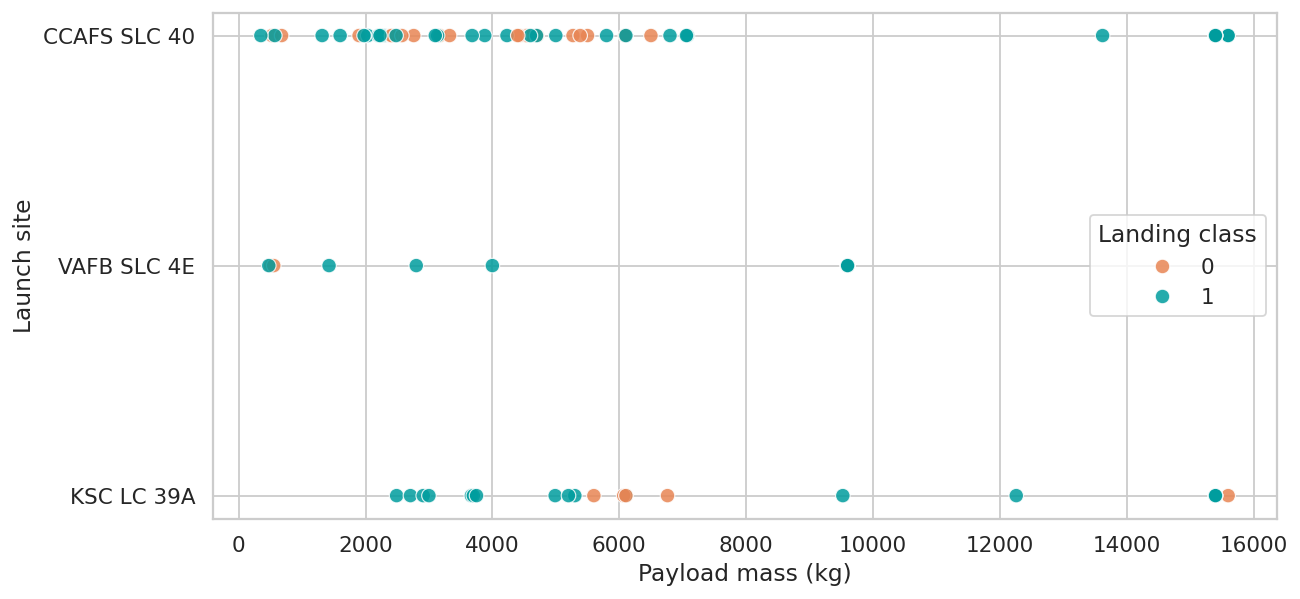 CCAFS SLC 40
VAFB SLC 4E
KSC LC 39A
Launch site
Landing class
0
1
0 2000 4000 6000 8000 10000 12000 14000 16000
Payload mass (kg)